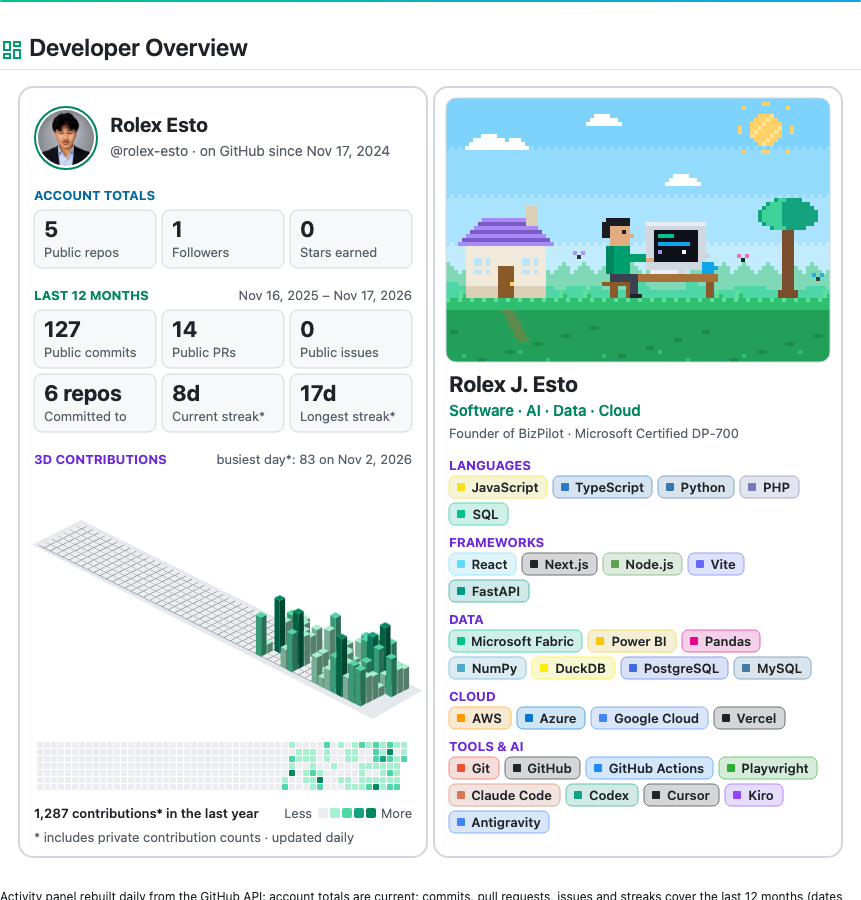 Developer Overview
Rolex Esto
@rolex-esto · on GitHub since Nov 17, 2024
ACCOUNT TOTALS
5
Public repos
1
Followers
0
Stars earned
LAST 12 MONTHS
Nov 16, 2025 – Nov 17, 2026
127
Public commits
14
Public PRs
0
Public issues
6 repos
Committed to
8d
Current streak*
17d
Longest streak*
3D CONTRIBUTIONS
busiest day*: 83 on Nov 2, 2026
1,287 contributions* in the last year
Less
More
* includes private contribution counts · updated daily
Rolex J. Esto
Software · AI · Data · Cloud
Founder of BizPilot · Microsoft Certified DP-700
LANGUAGES
JavaScript TypeScript Python PHP
SQL
FRAMEWORKS
React Next.js Node.js Vite
FastAPI
DATA
Microsoft Fabric Power BI Pandas
NumPy DuckDB PostgreSQL MySQL
CLOUD
AWS Azure Google Cloud Vercel
TOOLS & AI
Git GitHub GitHub Actions Playwright
Claude Code Codex Cursor Kiro
Antigravity
Activity panel rebuilt daily from the GitHub API: account totals are current; commits, pull requests, issues and streaks cover the last 12 months (dates